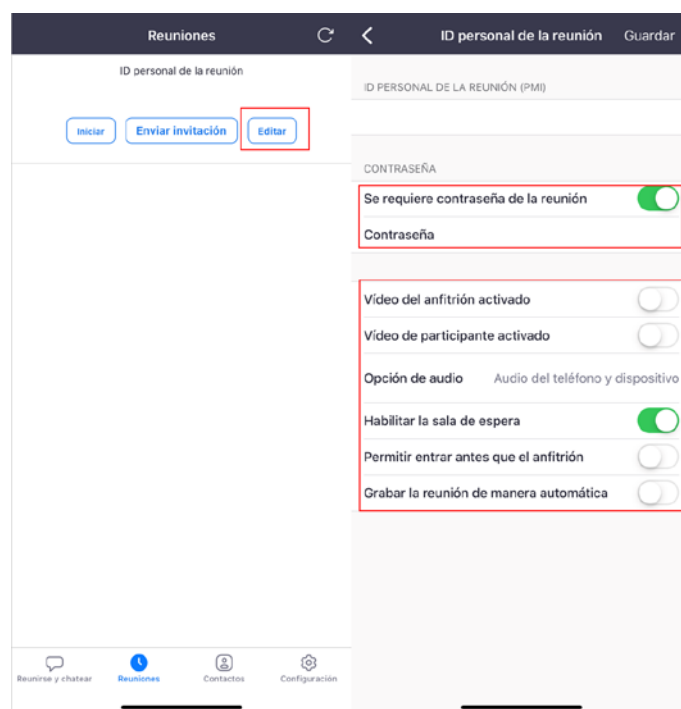 Reuniones
ID personal de la reunión
Iniciar
Enviar invitación
Editar
Reunirse y chatear
Reuniones
Contactos
Configuración
ID personal de la reunión
Guardar
ID PERSONAL DE LA REUNIÓN (PMI)
CONTRASEÑA
Se requiere contraseña de la reunión
Contraseña
Vídeo del anfitrión activado
Vídeo de participante activado
Opción de audio Audio del teléfono y dispositivo
Habilitar la sala de espera
Permitir entrar antes que el anfitrión
Grabar la reunión de manera automática